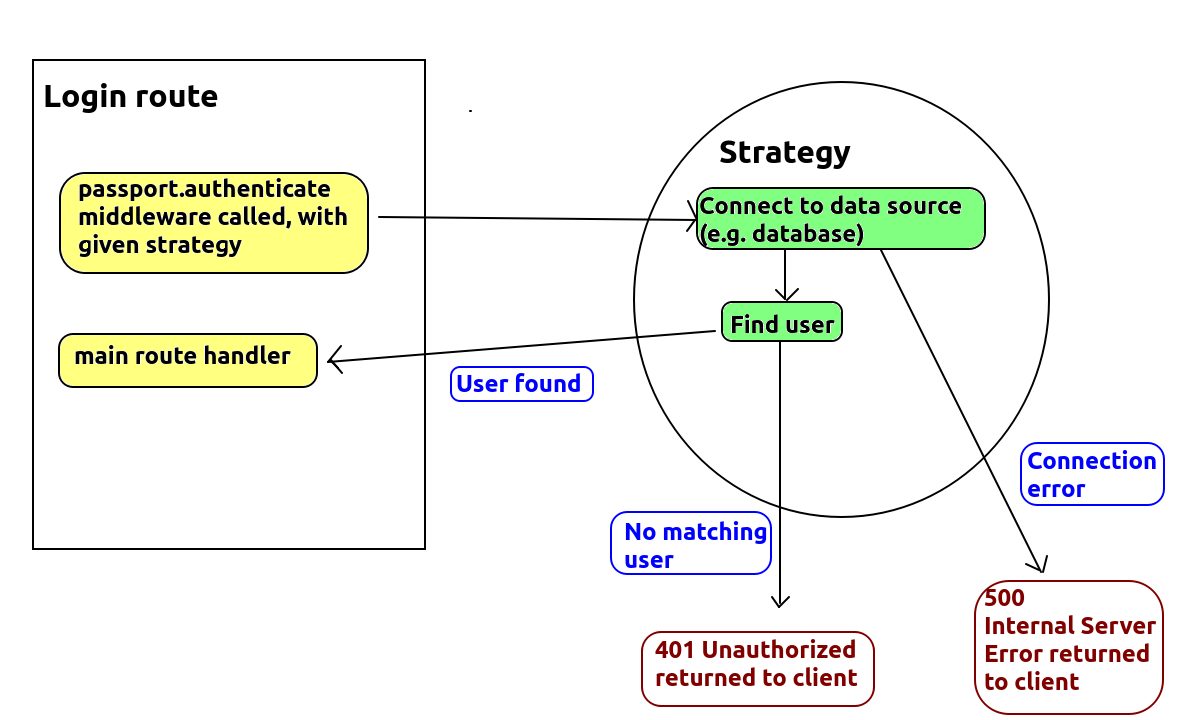 Login route
passport.authenticate
middleware called, with
given strategy
main route handler
Strategy
Connect to data source
(e.g. database)
Find user
User found
Connection
error
No matching
user
401 Unauthorized
returned to client
500
Internal Server
Error returned
to client